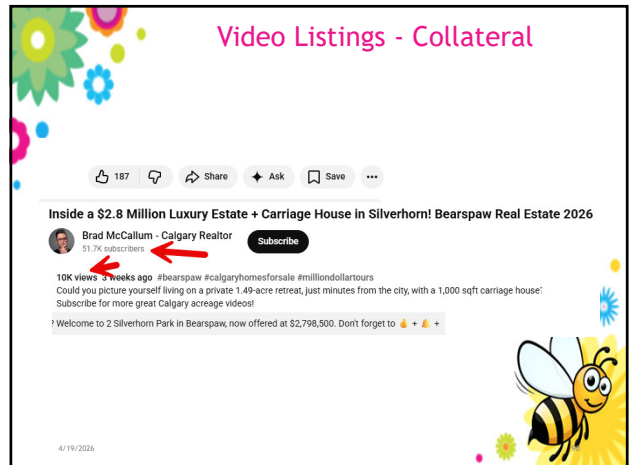 Video Listings - Collateral
187 Share Ask Save ...
Inside a $2.8 Million Luxury Estate + Carriage House in Silverhorn! Bearspaw Real Estate 2026
Brad McCallum - Calgary Realtor
51.7K subscribers
Subscribe
10K views 3 weeks ago #bearspaw #calgaryhomesforsale #milliondollartours
Could you picture yourself living on a private 1.49-acre retreat, just minutes from the city, with a 1,000 sqft carriage house?
Subscribe for more great Calgary acreage videos!
? Welcome to 2 Silverhorn Park in Bearspaw, now offered at $2,798,500. Don't forget to 👍 + 🔔 +
4/19/2026